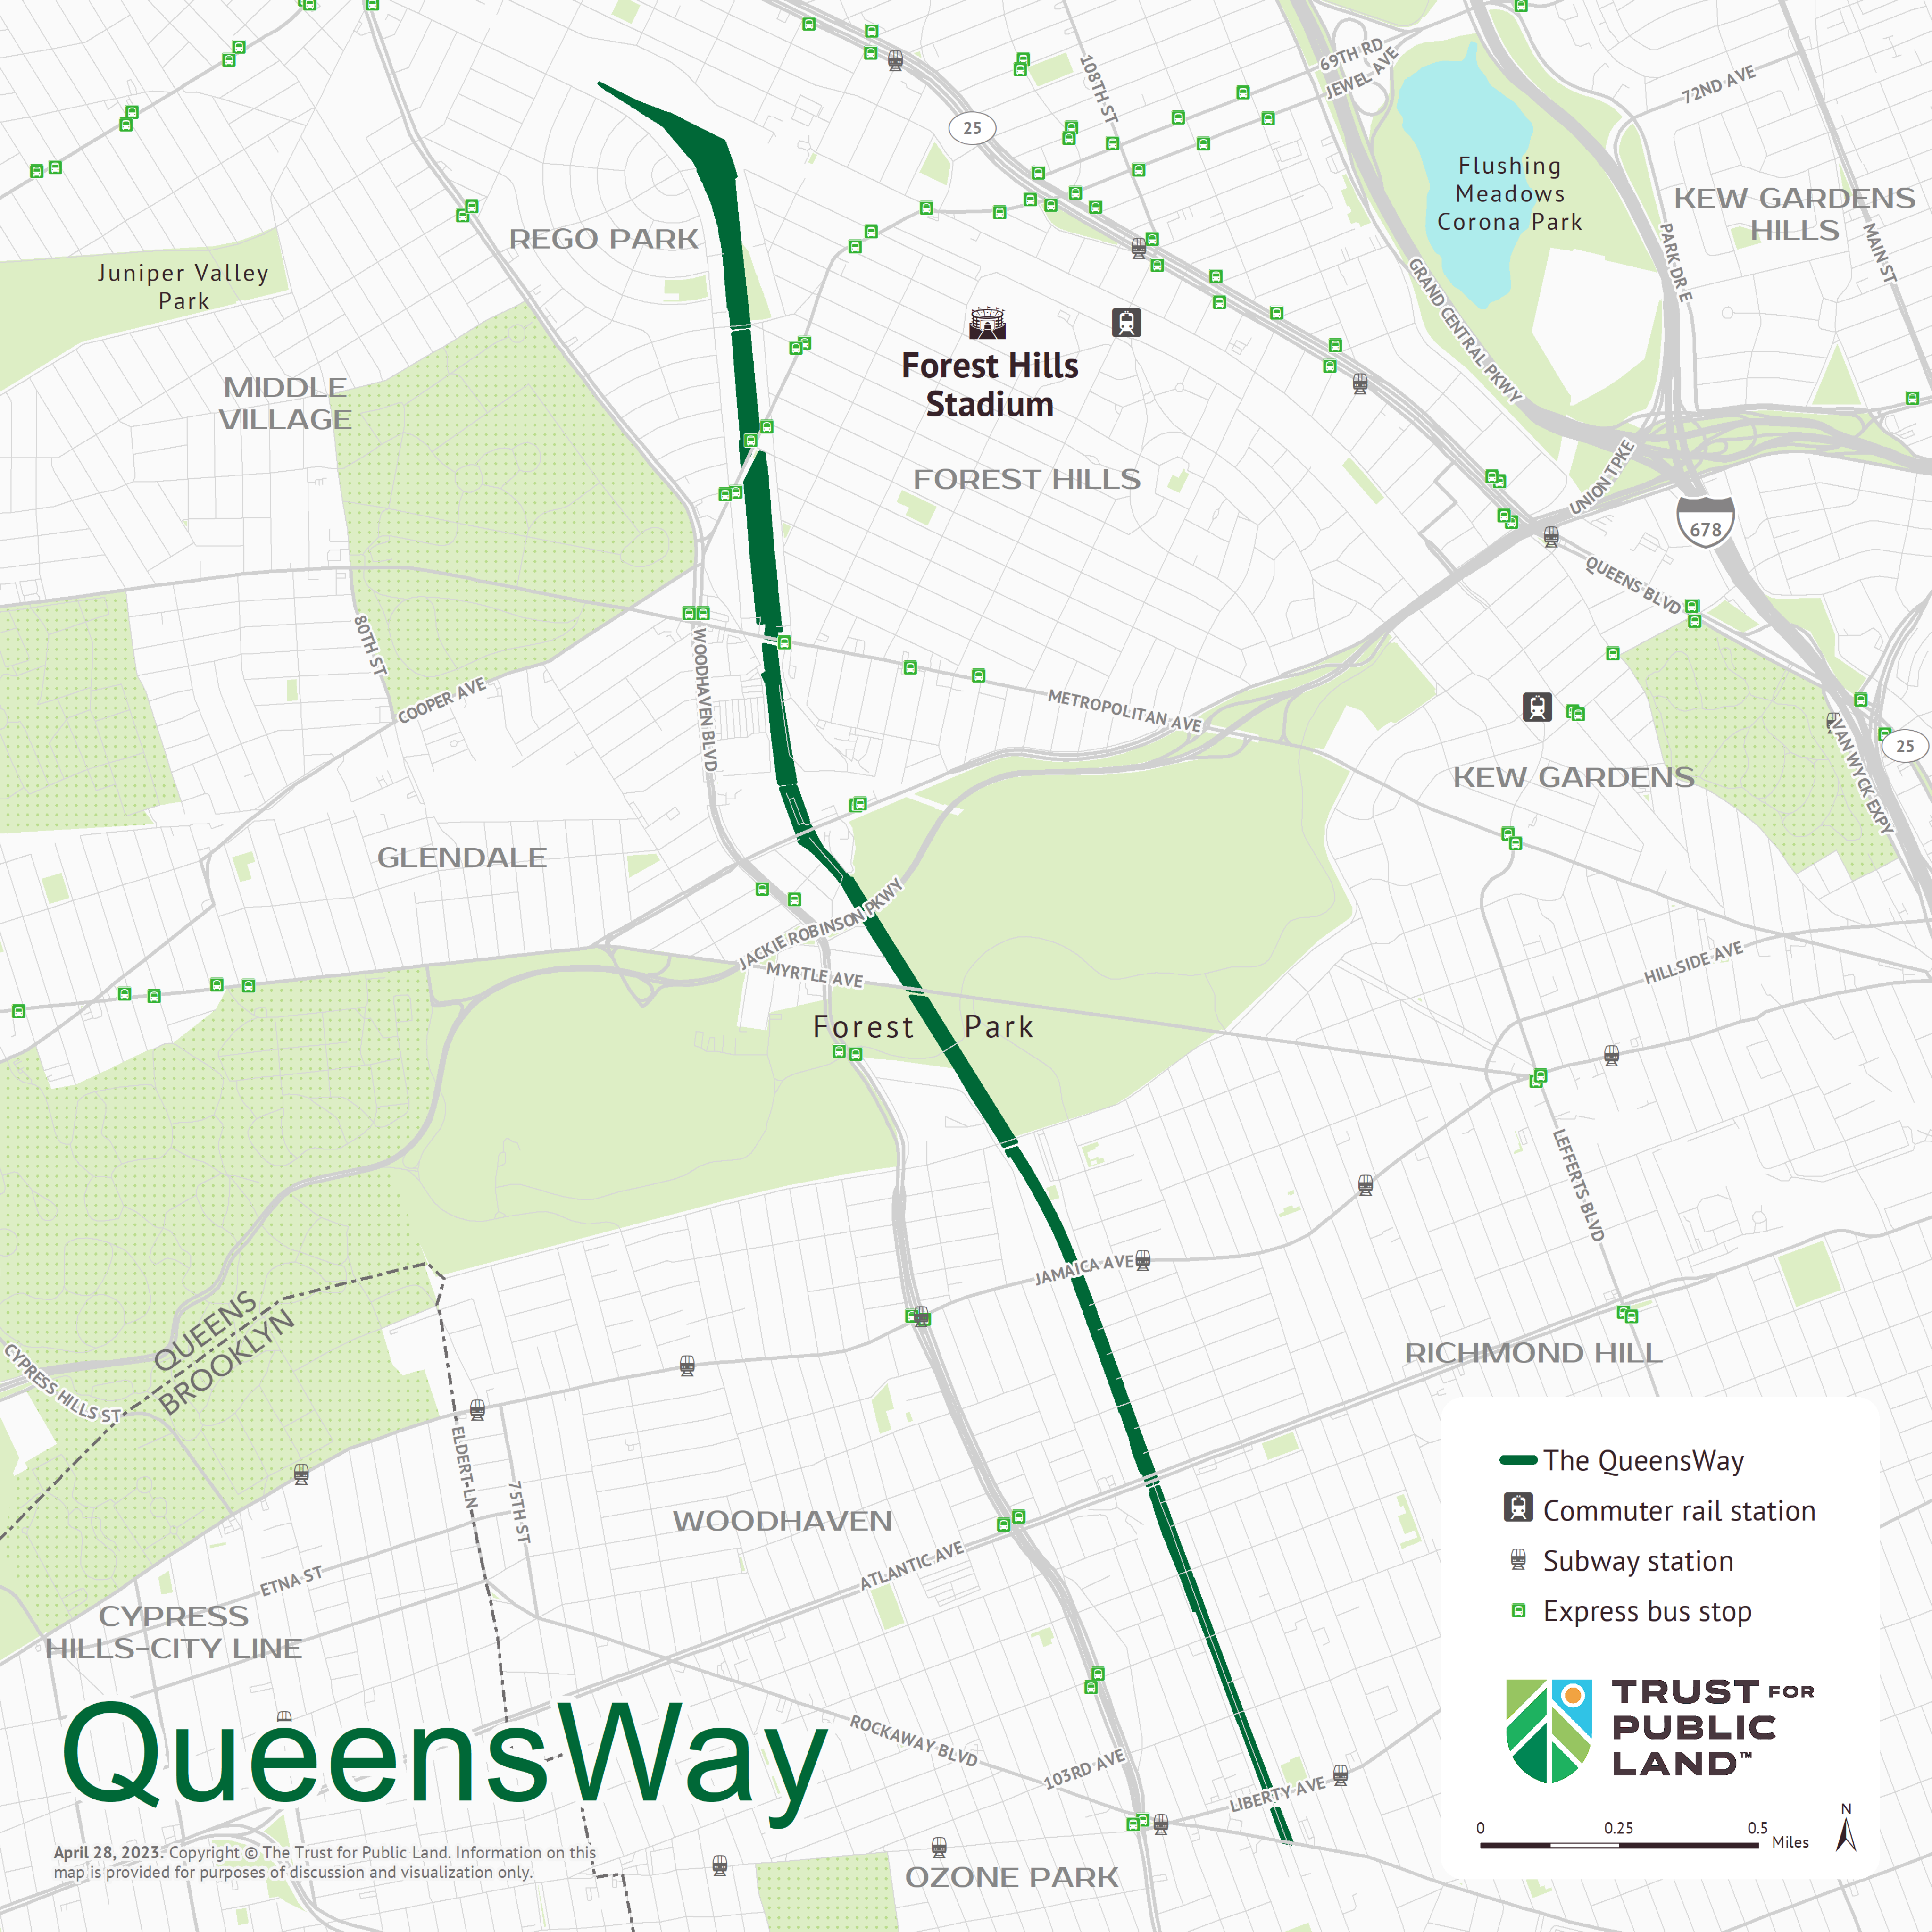 69TH RD
JEWEL AVE
108TH ST
72ND AVE
25
Flushing
Meadows
Corona Park
KEW GARDENS
HILLS
PARK DR E
MAIN ST
REGO PARK
Juniper Valley
Park
GRAND CENTRAL PKWY
Forest Hills
Stadium
MIDDLE
VILLAGE
FOREST HILLS
UNION TPKE
678
QUEENS BLVD
80TH ST
WOODHAVEN BLVD
COOPER AVE
METROPOLITAN AVE
25
VAN WYCK EXPY
KEW GARDENS
GLENDALE
JACKIE ROBINSON PKWY
MYRTLE AVE
HILLSIDE AVE
Forest Park
LEFFERTS BLVD
JAMAICA AVE
QUEENS
BROOKLYN
CYPRESS HILLS ST
RICHMOND HILL
ELDERT LN
75TH ST
WOODHAVEN
ATLANTIC AVE
ETNA ST
CYPRESS
HILLS-CITY LINE
ROCKAWAY BLVD
103RD AVE
LIBERTY AVE
OZONE PARK
QueensWay
April 28, 2023. Copyright © The Trust for Public Land. Information on this
map is provided for purposes of discussion and visualization only.
The QueensWay
Commuter rail station
Subway station
Express bus stop
TRUST FOR
PUBLIC
LAND™
N
0 0.25 0.5
Miles